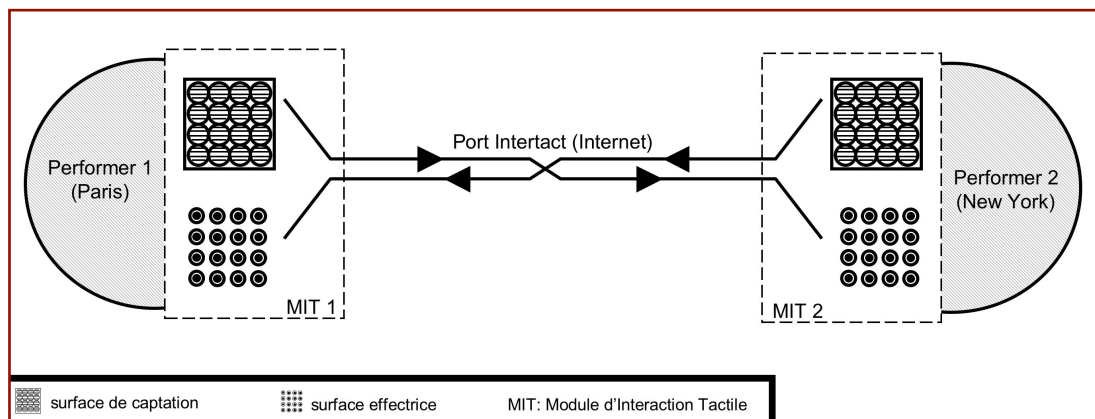 Performer 1
(Paris)
MIT 1
Port Intertact (Internet)
MIT 2
Performer 2
(New York)
surface de captation
surface effectrice
MIT: Module d'Interaction Tactile